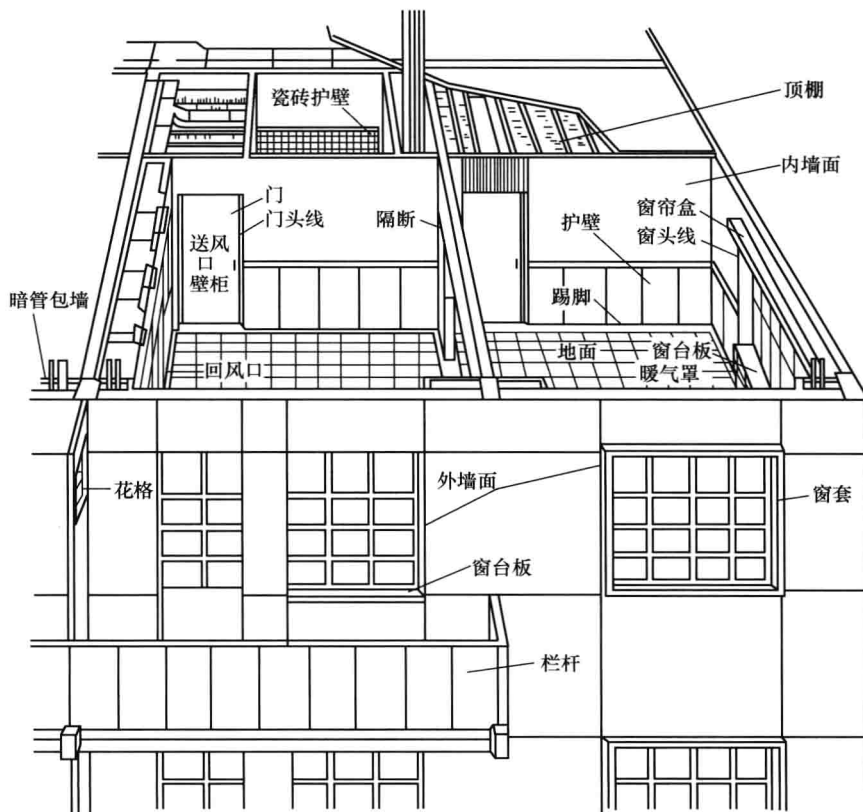 瓷砖护壁
顶棚
内墙面
门
门头线
隔断
护壁
窗帘盒
窗头线
送风
口
壁柜
踢脚
暗管包墙
回风口
地面
窗台板
暖气罩
花格
外墙面
窗套
窗台板
栏杆